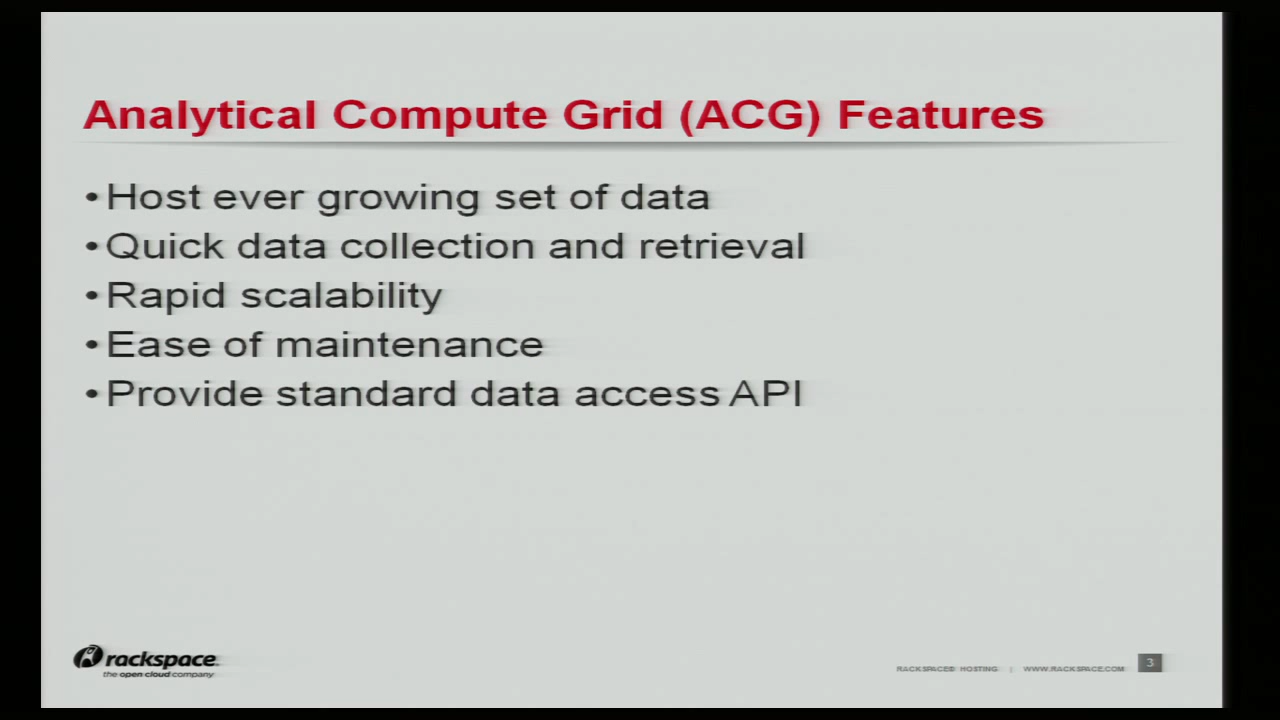 Analytical Compute Grid (ACG) Features
• Host ever growing set of data
• Quick data collection and retrieval
• Rapid scalability
• Ease of maintenance
• Provide standard data access API
rackspace.
the open cloud company
RACKSPACE® HOSTING | WWW.RACKSPACE.COM
3